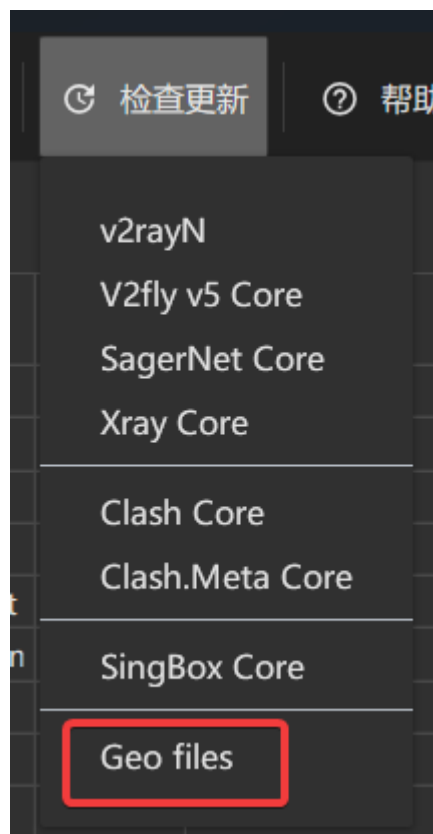 检查更新 帮助
v2rayN
V2fly v5 Core
SagerNet Core
Xray Core
Clash Core
Clash.Meta Core
t
n
SingBox Core
Geo files